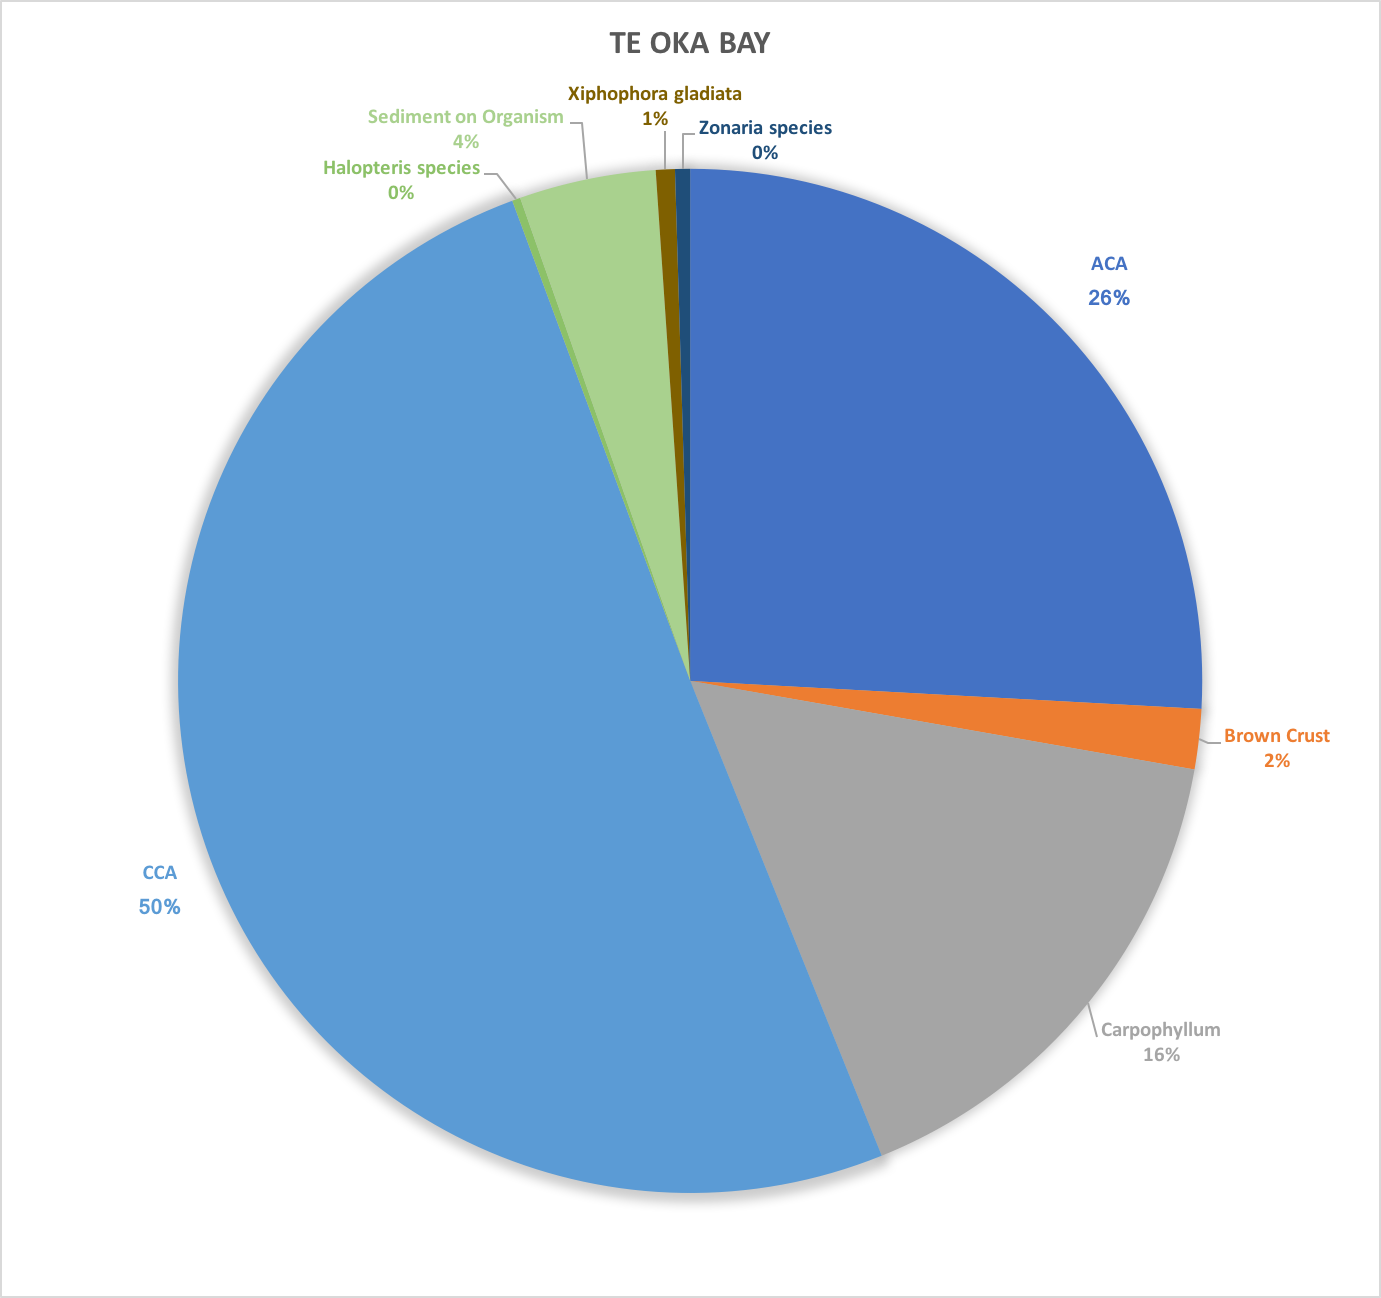 TE OKA BAY
Xiphophora gladiata
1%
Sediment on Organism
4%
Zonaria species
0%
Halopteris species
0%
ACA
26%
Brown Crust
2%
CCA
50%
Carpophyllum
16%